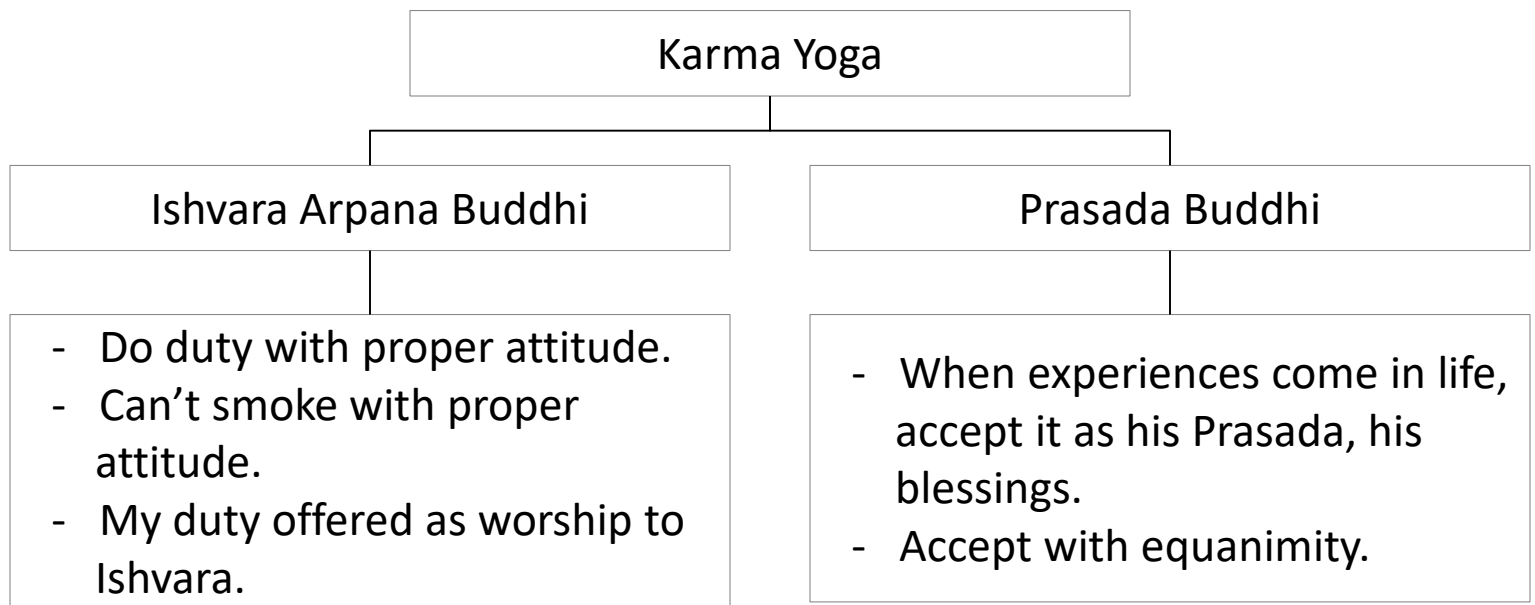 Karma Yoga
Ishvara Arpana Buddhi
Prasada Buddhi
- Do duty with proper attitude.
- Can’t smoke with proper
attitude.
- My duty offered as worship to
Ishvara.
- When experiences come in life,
accept it as his Prasada, his
blessings.
- Accept with equanimity.